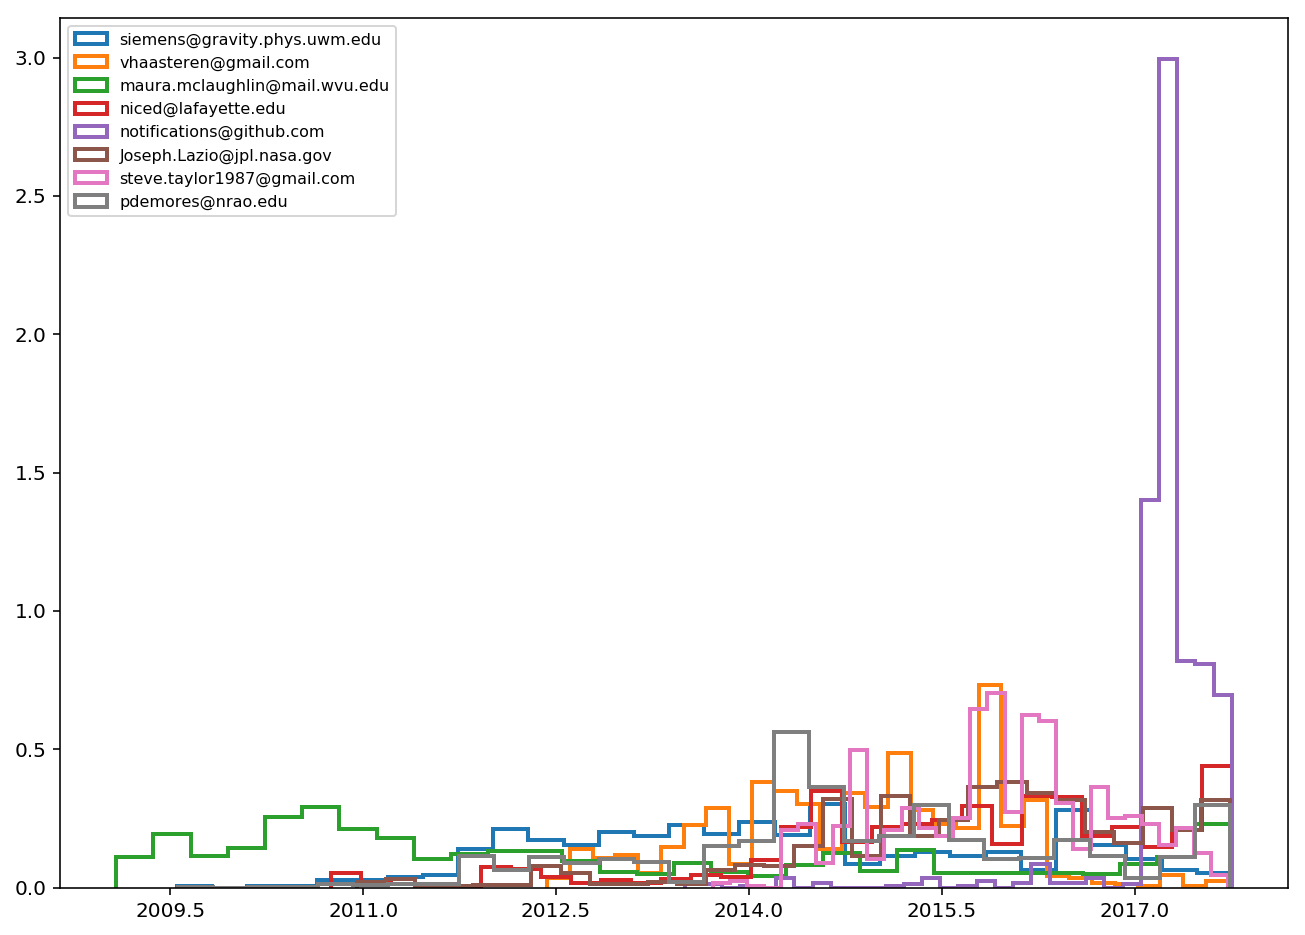 siemens@gravity.phys.uwm.edu
vhaasteren@gmail.com
maura.mclaughlin@mail.wvu.edu
niced@lafayette.edu
notifications@github.com
Joseph.Lazio@jpl.nasa.gov
steve.taylor1987@gmail.com
pdemores@nrao.edu
3.0
2.5
2.0
1.5
1.0
0.5
0.0
2009.5 2011.0 2012.5 2014.0 2015.5 2017.0